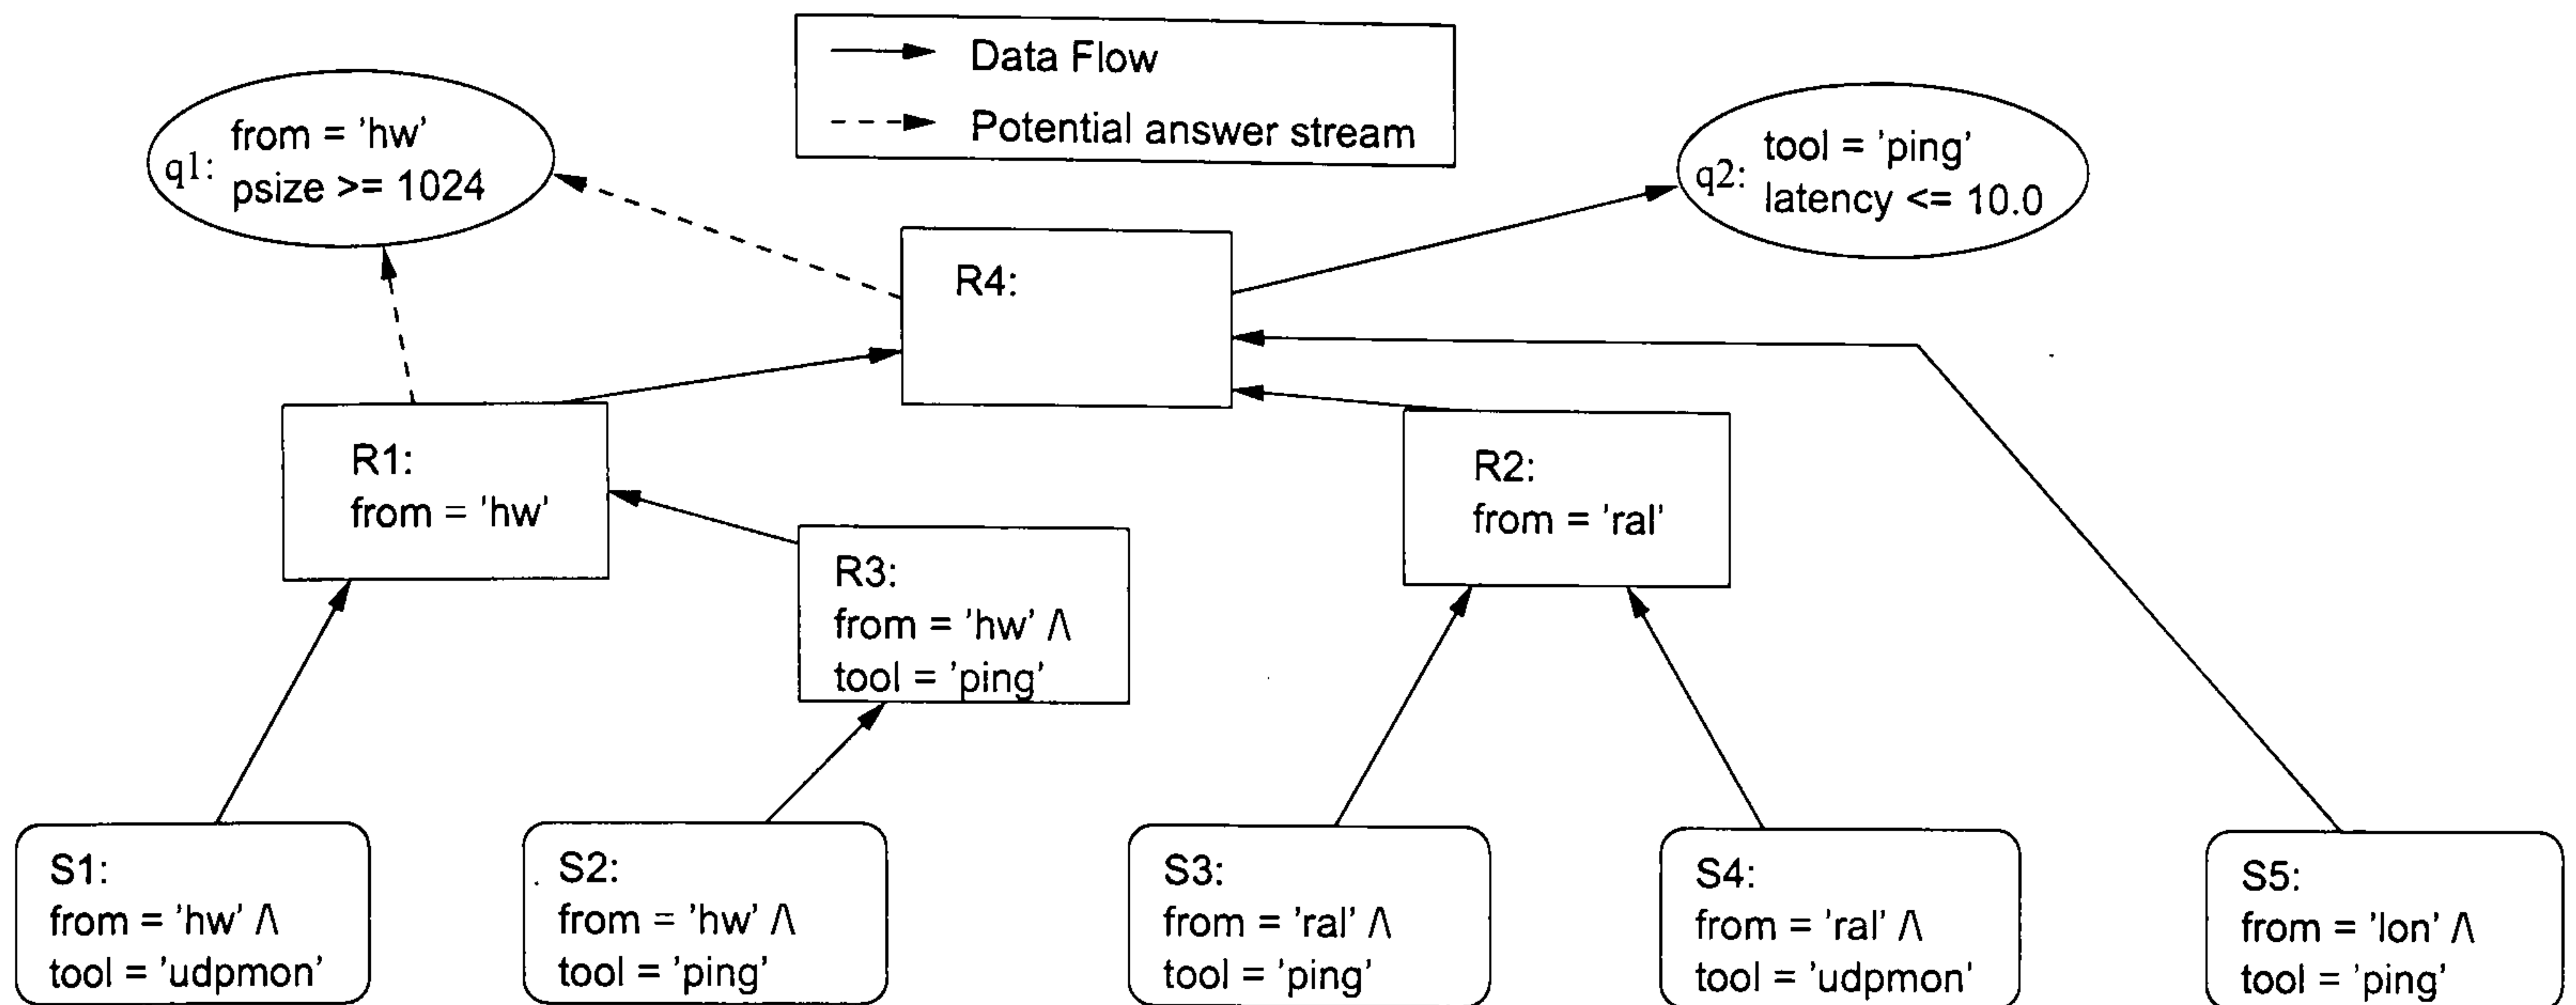 Data Flow
Potential answer stream
q1: from = 'hw'
psize >= 1024
q2: tool = 'ping'
latency <= 10.0
R4:
R1:
from = 'hw'
R2:
from = 'ral'
R3:
from = 'hw' /\
tool = 'ping'
S1:
from = 'hw' /\
tool = 'udpmon'
S2:
from = 'hw' /\
tool = 'ping'
S3:
from = 'ral' /\
tool = 'ping'
S4:
from = 'ral' /\
tool = 'udpmon'
S5:
from = 'lon' /\
tool = 'ping'